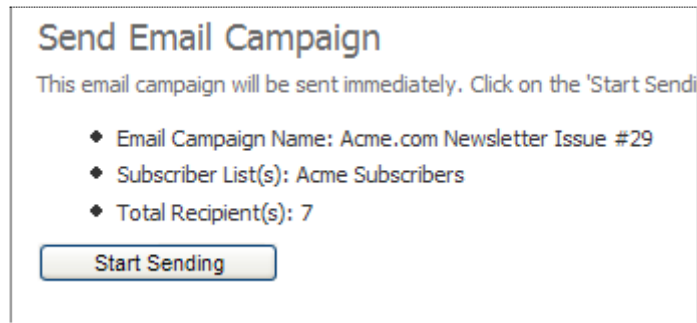 Send Email Campaign
This email campaign will be sent immediately. Click on the 'Start Sendi
Email Campaign Name: Acme.com Newsletter Issue #29
Subscriber List(s): Acme Subscribers
Total Recipient(s): 7
Start Sending